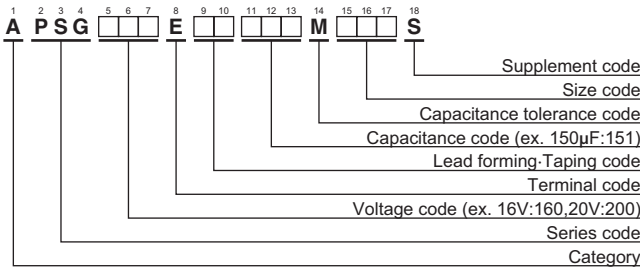 1 2 3 4 5 6 7 8 9 10 11 12 13 14 15 16 17 18
A P S G E M S
Supplement code
Size code
Capacitance tolerance code
Capacitance code (ex. 150µF:151)
Lead forming·Taping code
Terminal code
Voltage code (ex. 16V:160,20V:200)
Series code
Category